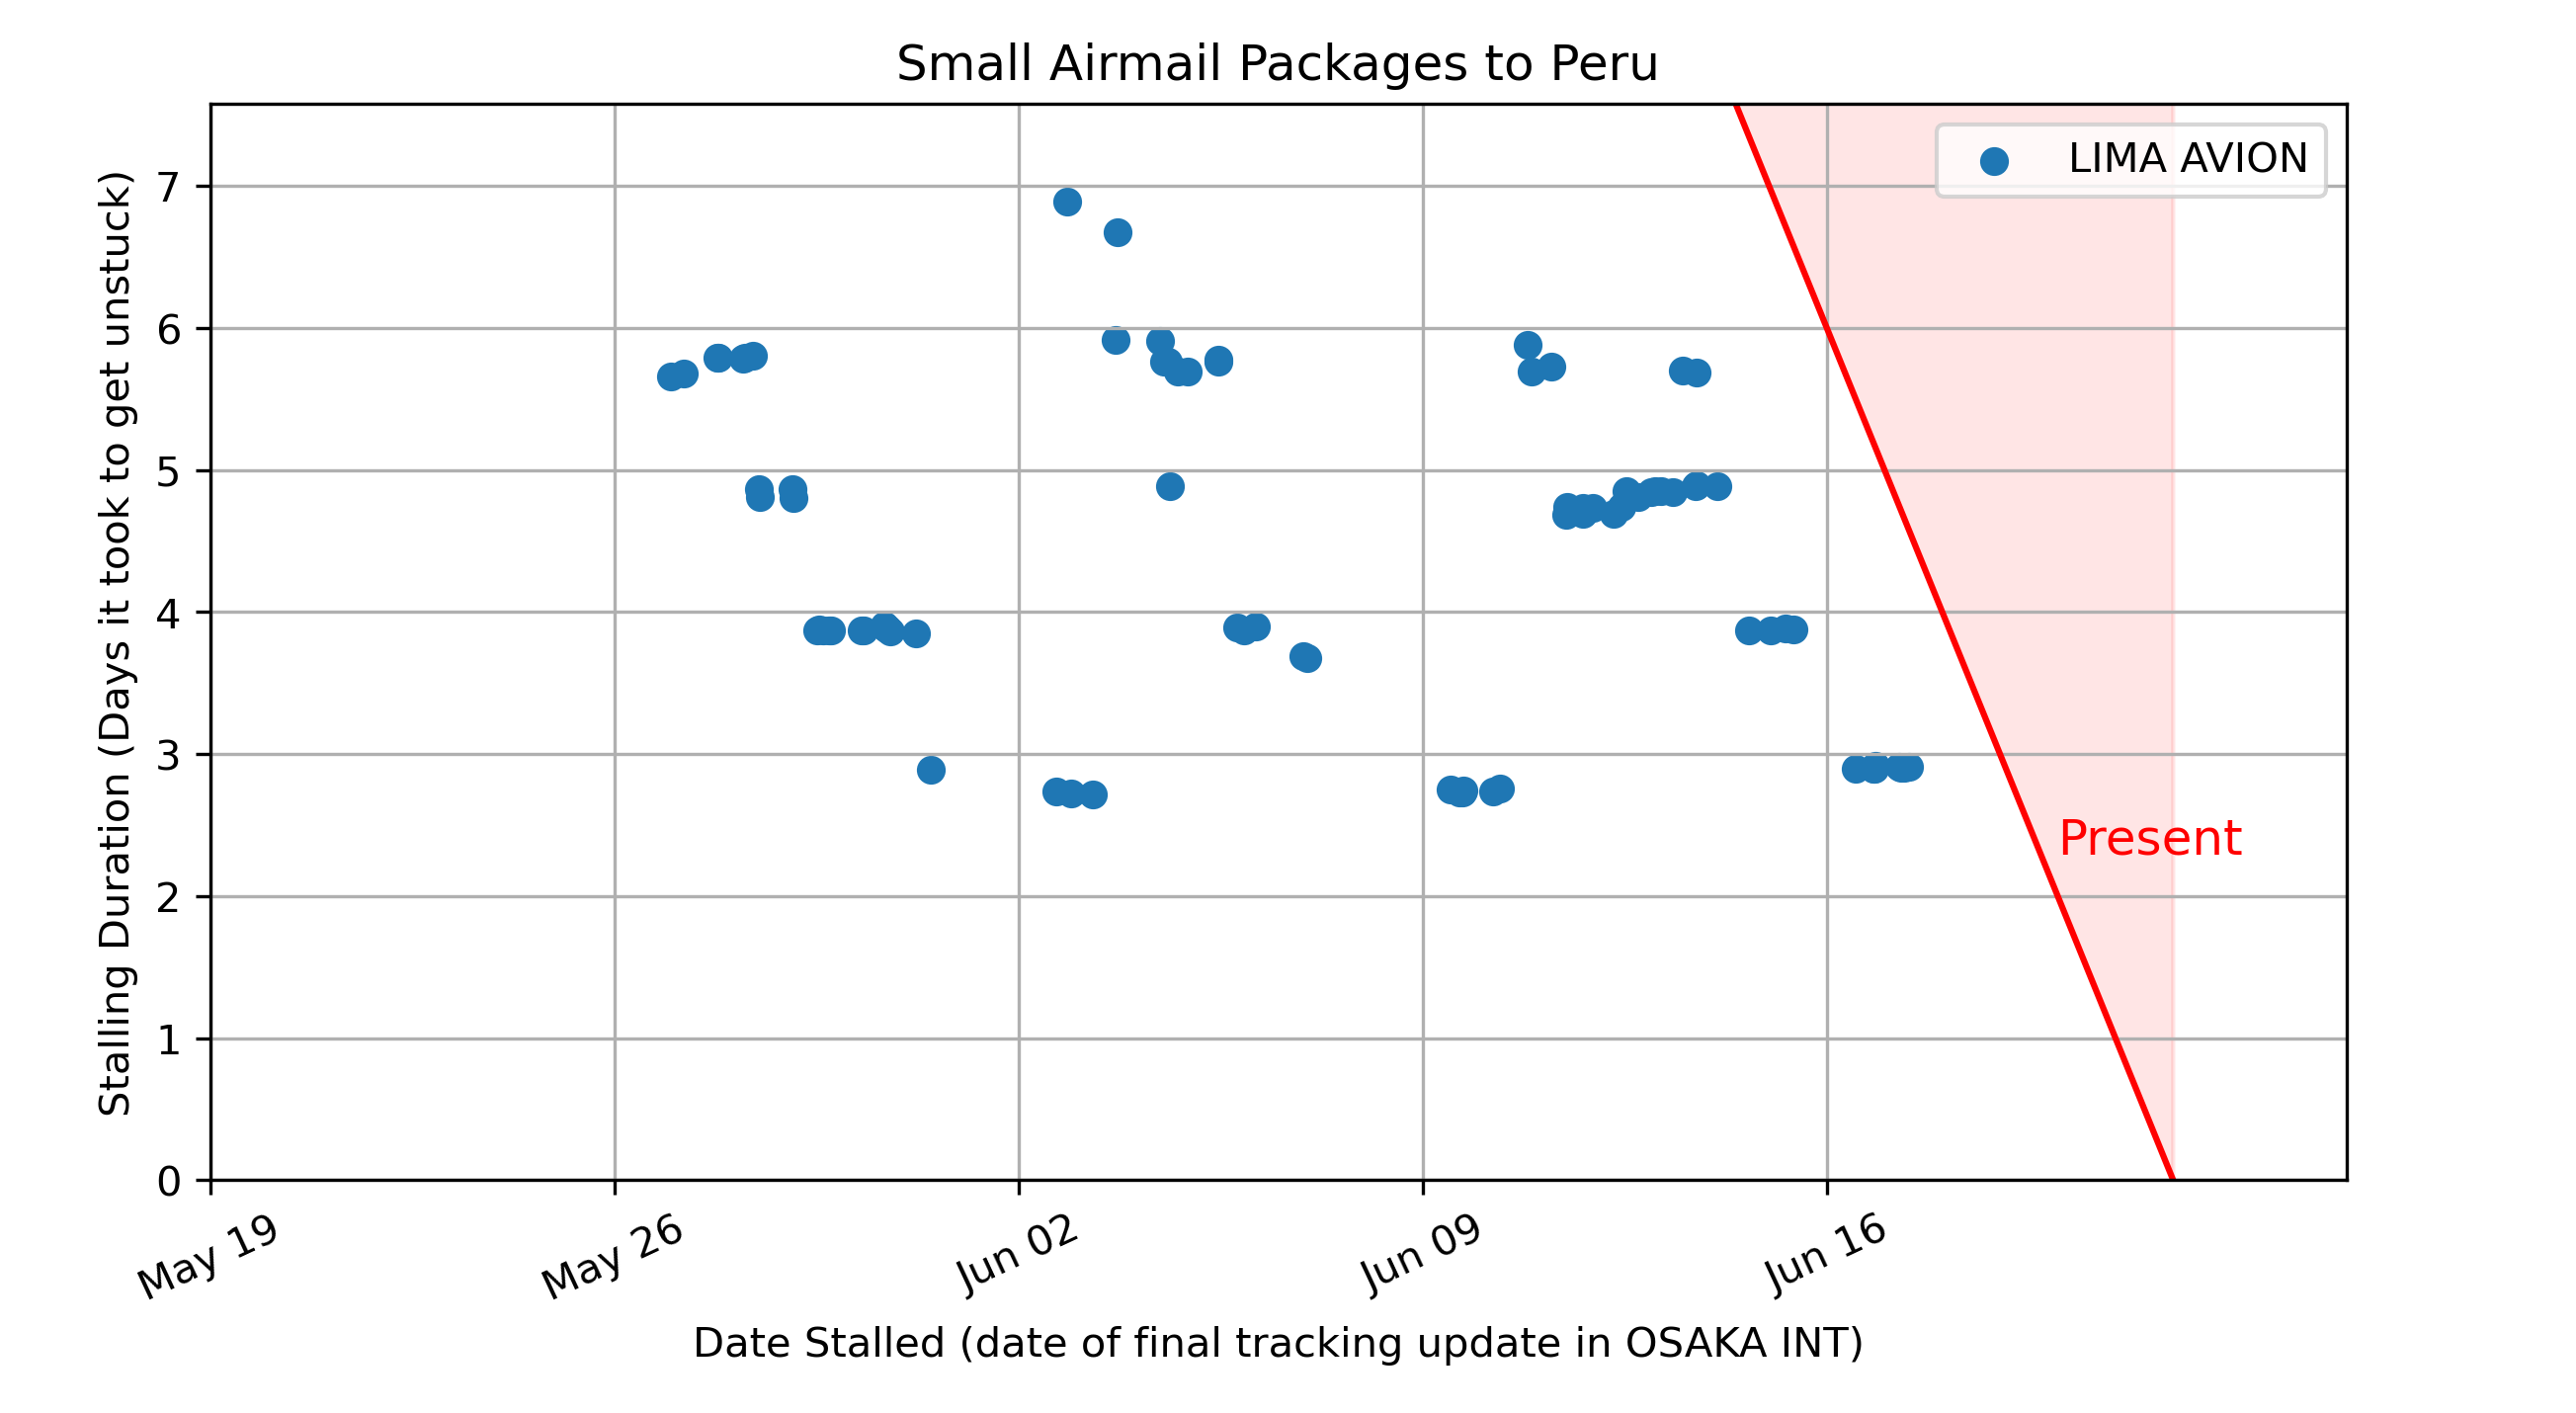 Small Airmail Packages to Peru
LIMA AVION
Stalling Duration (Days it took to get unstuck)
7
6
5
4
3
2
1
0
Present
May 19
May 26
Jun 02
Jun 09
Jun 16
Date Stalled (date of final tracking update in OSAKA INT)